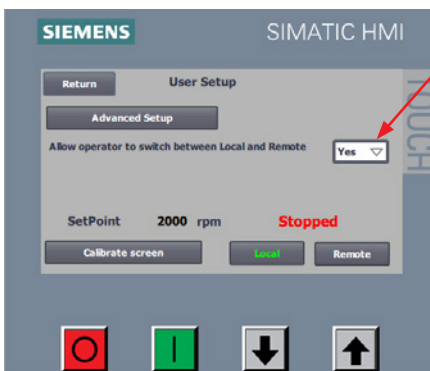 SIEMENS SIMATIC HMI
TOUCH
Return User Setup
Advanced Setup
Allow operator to switch between Local and Remote Yes
SetPoint 2000 rpm Stopped
Calibrate screen Local Remote